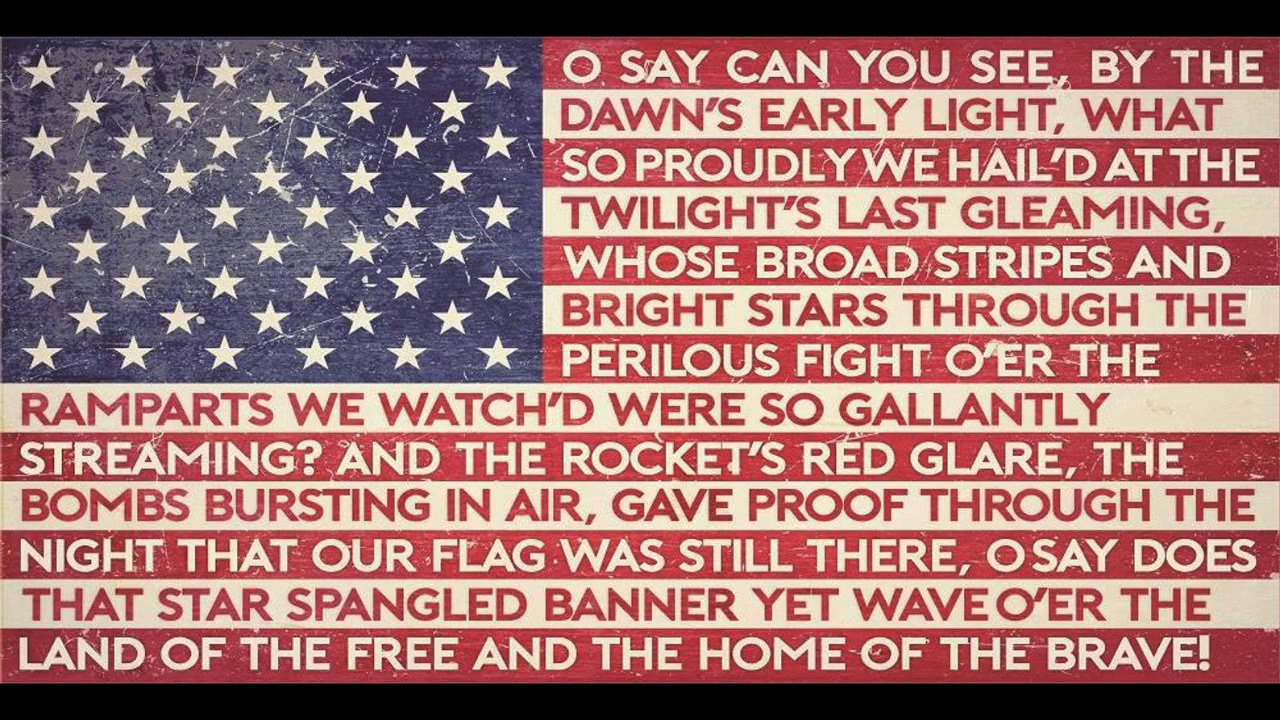 O SAY CAN YOU SEE, BY THE
DAWN'S EARLY LIGHT, WHAT
SO PROUDLY WE HAIL'D AT THE
TWILIGHT'S LAST GLEAMING,
WHOSE BROAD STRIPES AND
BRIGHT STARS THROUGH THE
PERILOUS FIGHT O'ER THE
RAMPARTS WE WATCH'D WERE SO GALLANTLY
STREAMING? AND THE ROCKET'S RED GLARE, THE
BOMBS BURSTING IN AIR, GAVE PROOF THROUGH THE
NIGHT THAT OUR FLAG WAS STILL THERE, O SAY DOES
THAT STAR SPANGLED BANNER YET WAVE O'ER THE
LAND OF THE FREE AND THE HOME OF THE BRAVE!